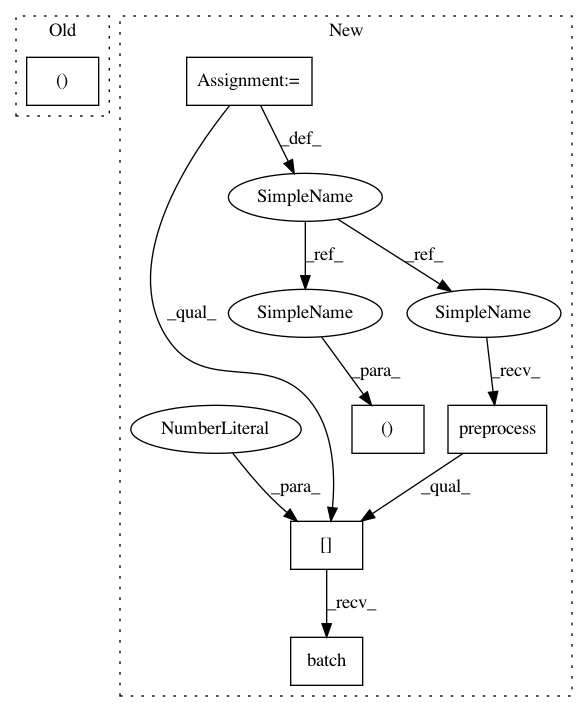 Old
New
()
Assignment:=
_def_
SimpleName
_ref_
_ref_
_qual_
SimpleName
SimpleName
_para_
_recv_
NumberLiteral
()
preprocess
_para_
_qual_
[]
_recv_
batch